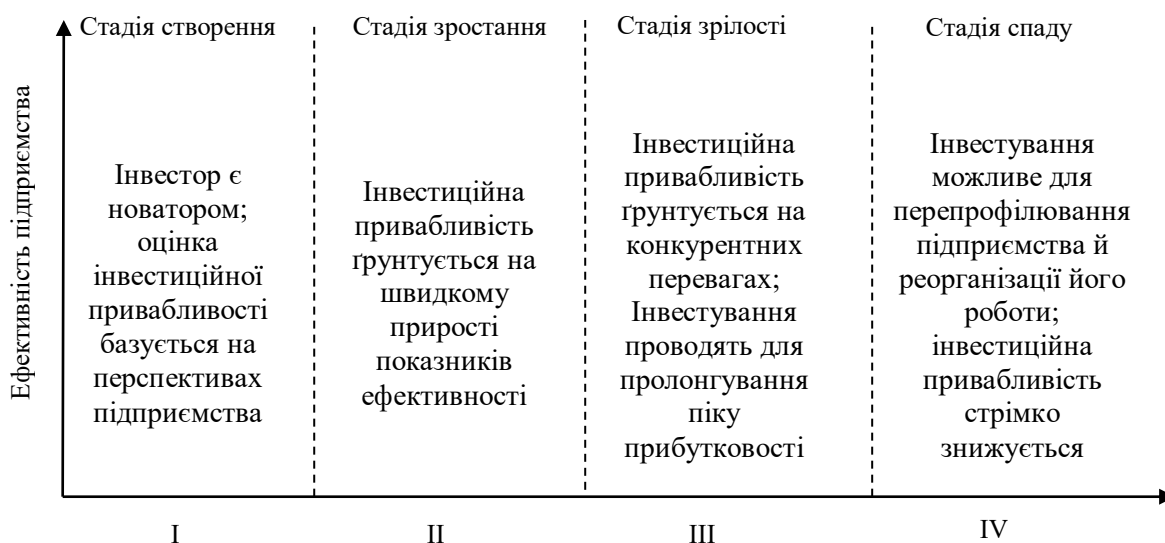 Ефективність підприємства
Стадія створення
Інвестор є
новатором;
оцінка
інвестиційної
привабливості
базується на
перспективах
підприємства
I
Стадія зростання
Інвестиційна
привабливість
ґрунтується на
швидкому
прирості
показників
ефективності
II
Стадія зрілості
Інвестиційна
привабливість
ґрунтується на
конкурентних
перевагах;
Інвестування
проводять для
пролонгування
піку
прибутковості
III
Стадія спаду
Інвестування
можливе для
перепрофілювання
підприємства й
реорганізації його
роботи;
інвестиційна
привабливість
стрімко
знижується
IV